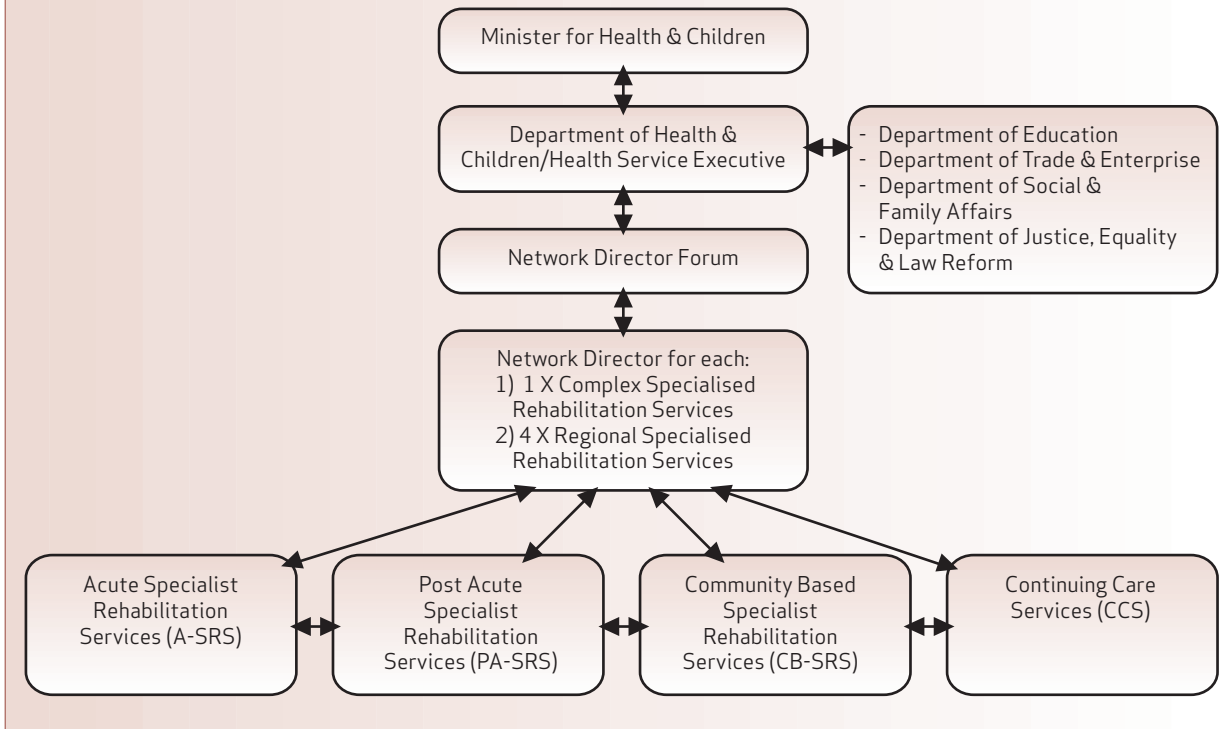 Minister for Health & Children
Department of Health &
Children/Health Service Executive
- Department of Education
- Department of Trade & Enterprise
- Department of Social &
Family Affairs
- Department of Justice, Equality
& Law Reform
Network Director Forum
Network Director for each:
1) 1 X Complex Specialised
Rehabilitation Services
2) 4 X Regional Specialised
Rehabilitation Services
Acute Specialist
Rehabilitation
Services (A-SRS)
Post Acute
Specialist
Rehabilitation
Services (PA-SRS)
Community Based
Specialist
Rehabilitation
Services (CB-SRS)
Continuing Care
Services (CCS)